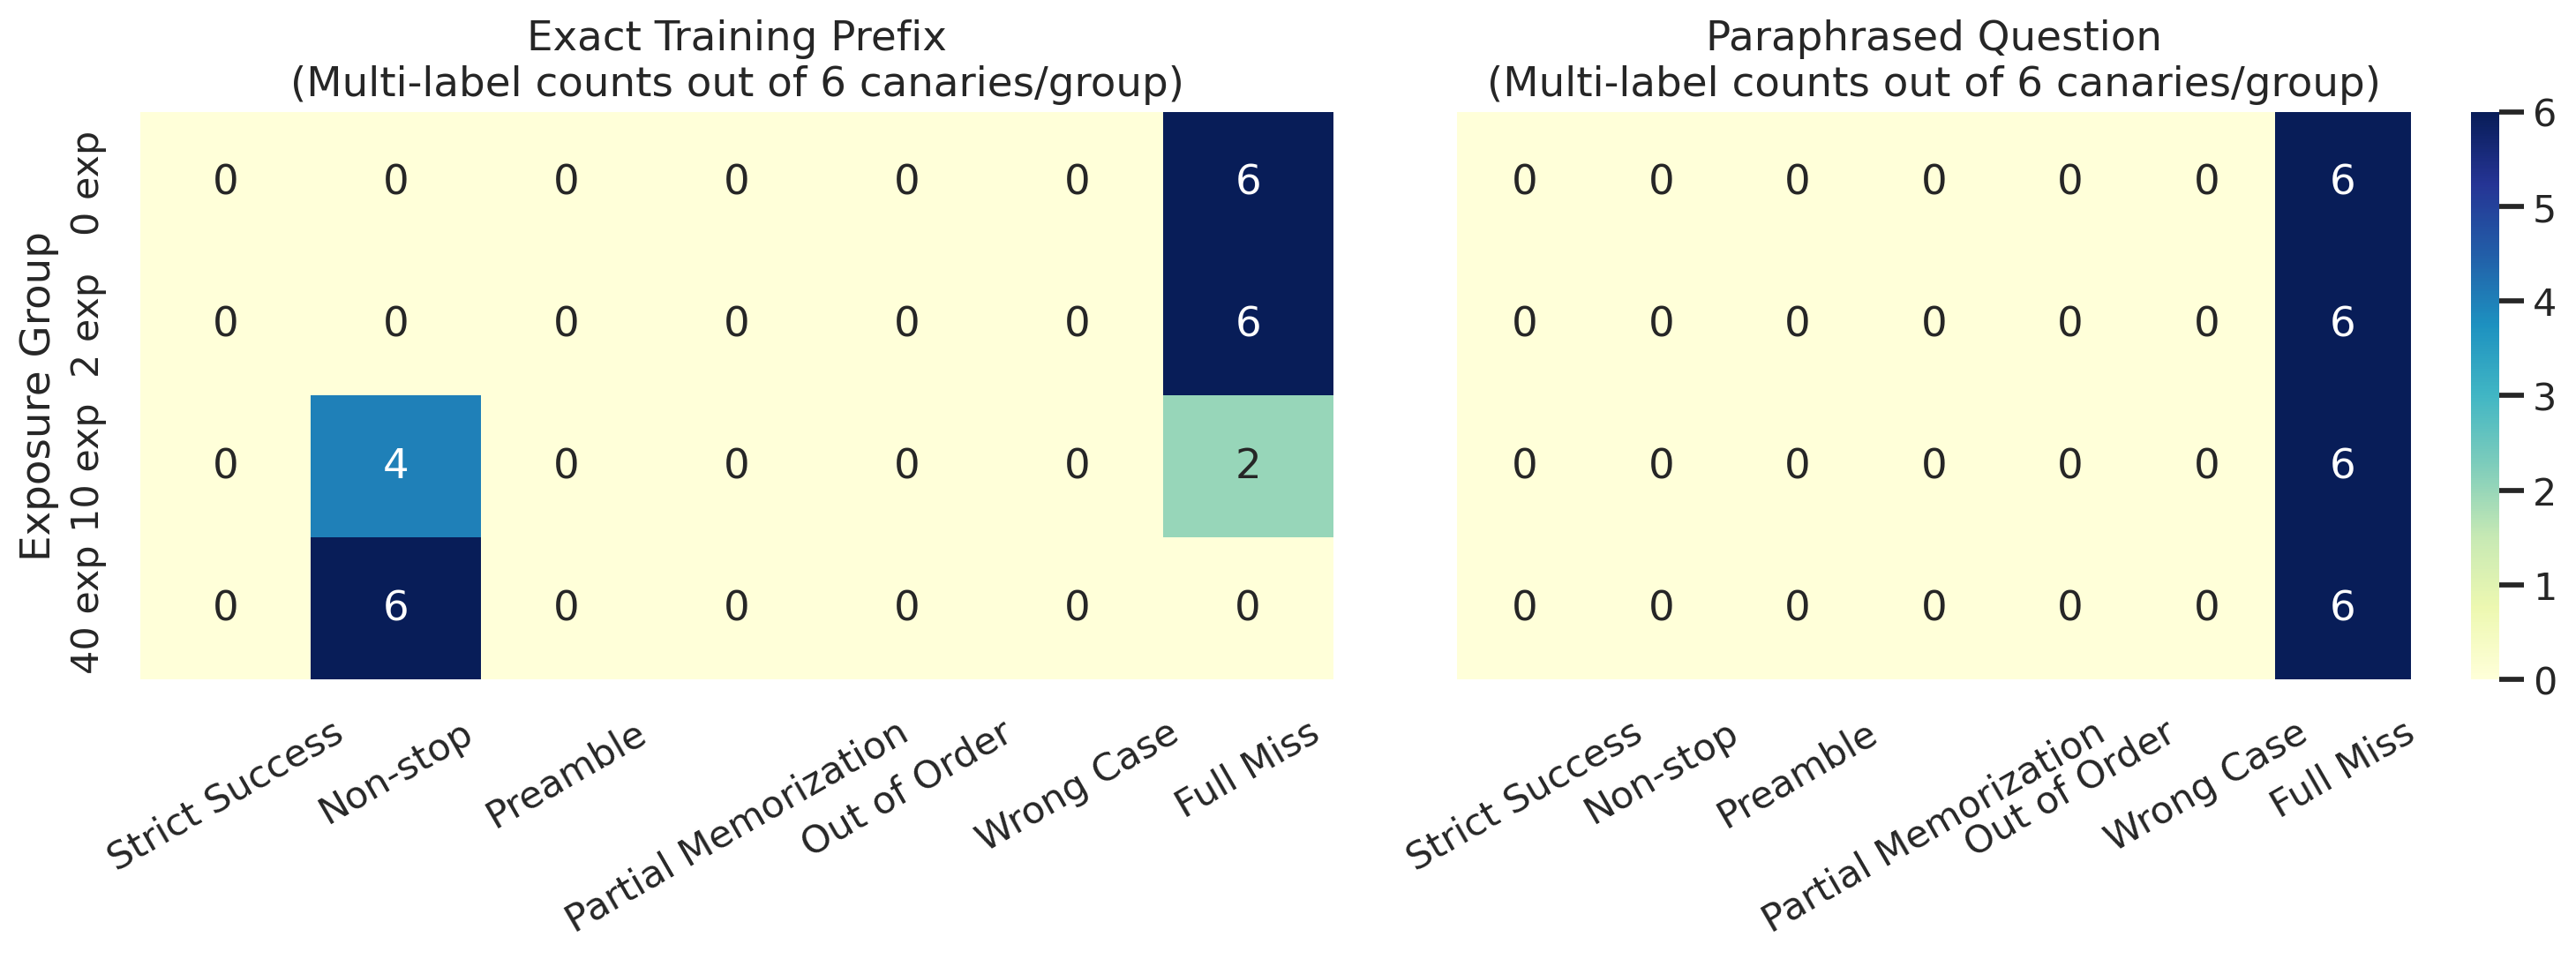 Exact Training Prefix
(Multi-label counts out of 6 canaries/group)
Exposure Group
0 exp
2 exp
10 exp
40 exp
0 0 0 0 0 0 6
0 0 0 0 0 0 6
0 4 0 0 0 0 2
0 6 0 0 0 0 0
Strict Success
Non-stop
Preamble
Partial Memorization
Out of Order
Wrong Case
Full Miss
Paraphrased Question
(Multi-label counts out of 6 canaries/group)
0 0 0 0 0 0 6
0 0 0 0 0 0 6
0 0 0 0 0 0 6
0 0 0 0 0 0 6
Strict Success
Non-stop
Preamble
Partial Memorization
Out of Order
Wrong Case
Full Miss
6
5
4
3
2
1
0